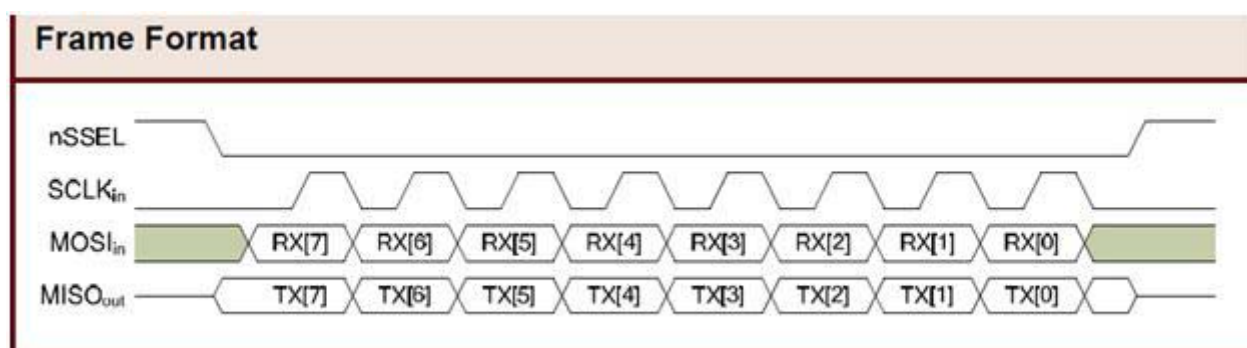 Frame Format
nSSEL
SCLKin
MOSIin RX[7] RX[6] RX[5] RX[4] RX[3] RX[2] RX[1] RX[0]
MISOout TX[7] TX[6] TX[5] TX[4] TX[3] TX[2] TX[1] TX[0]